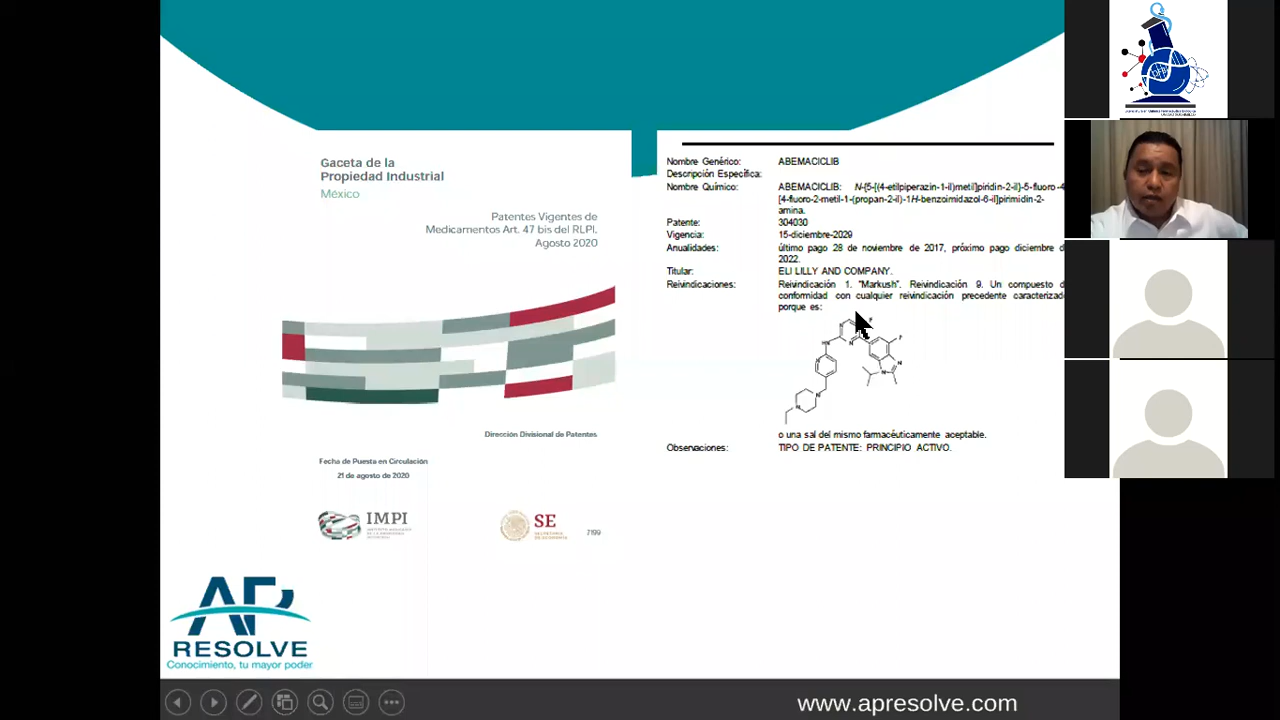 Gaceta de la
Propiedad Industrial
México
Patentes Vigentes de
Medicamentos Art. 47 bis del RLPI.
Agosto 2020
Dirección Divisional de Patentes
Fecha de Puesta en Circulación
21 de agosto de 2020
IMPI
SE
7199
Nombre Genérico: ABEMACICLIB
Descripción Específica:
Nombre Químico: ABEMACICLIB: N-{5-[(4-etilpiperazin-1-il)metil]piridin-2-il}-5-fluoro-4-
[4-fluoro-2-metil-1-(propan-2-il)-1H-benzoimidazol-6-il]pirimidin-2-
amina.
Patente: 304030
Vigencia: 15-diciembre-2029
Anualidades: último pago 28 de noviembre de 2017, próximo pago diciembre d
2022.
Titular: ELI LILLY AND COMPANY.
Reivindicaciones: Reivindicación 1. "Markush". Reivindicación 9. Un compuesto d
conformidad con cualquier reivindicación precedente caracterizad
porque es:
o una sal del mismo farmacéuticamente aceptable.
Observaciones: TIPO DE PATENTE: PRINCIPIO ACTIVO.
AP
RESOLVE
Conocimiento, tu mayor poder
www.apresolve.com